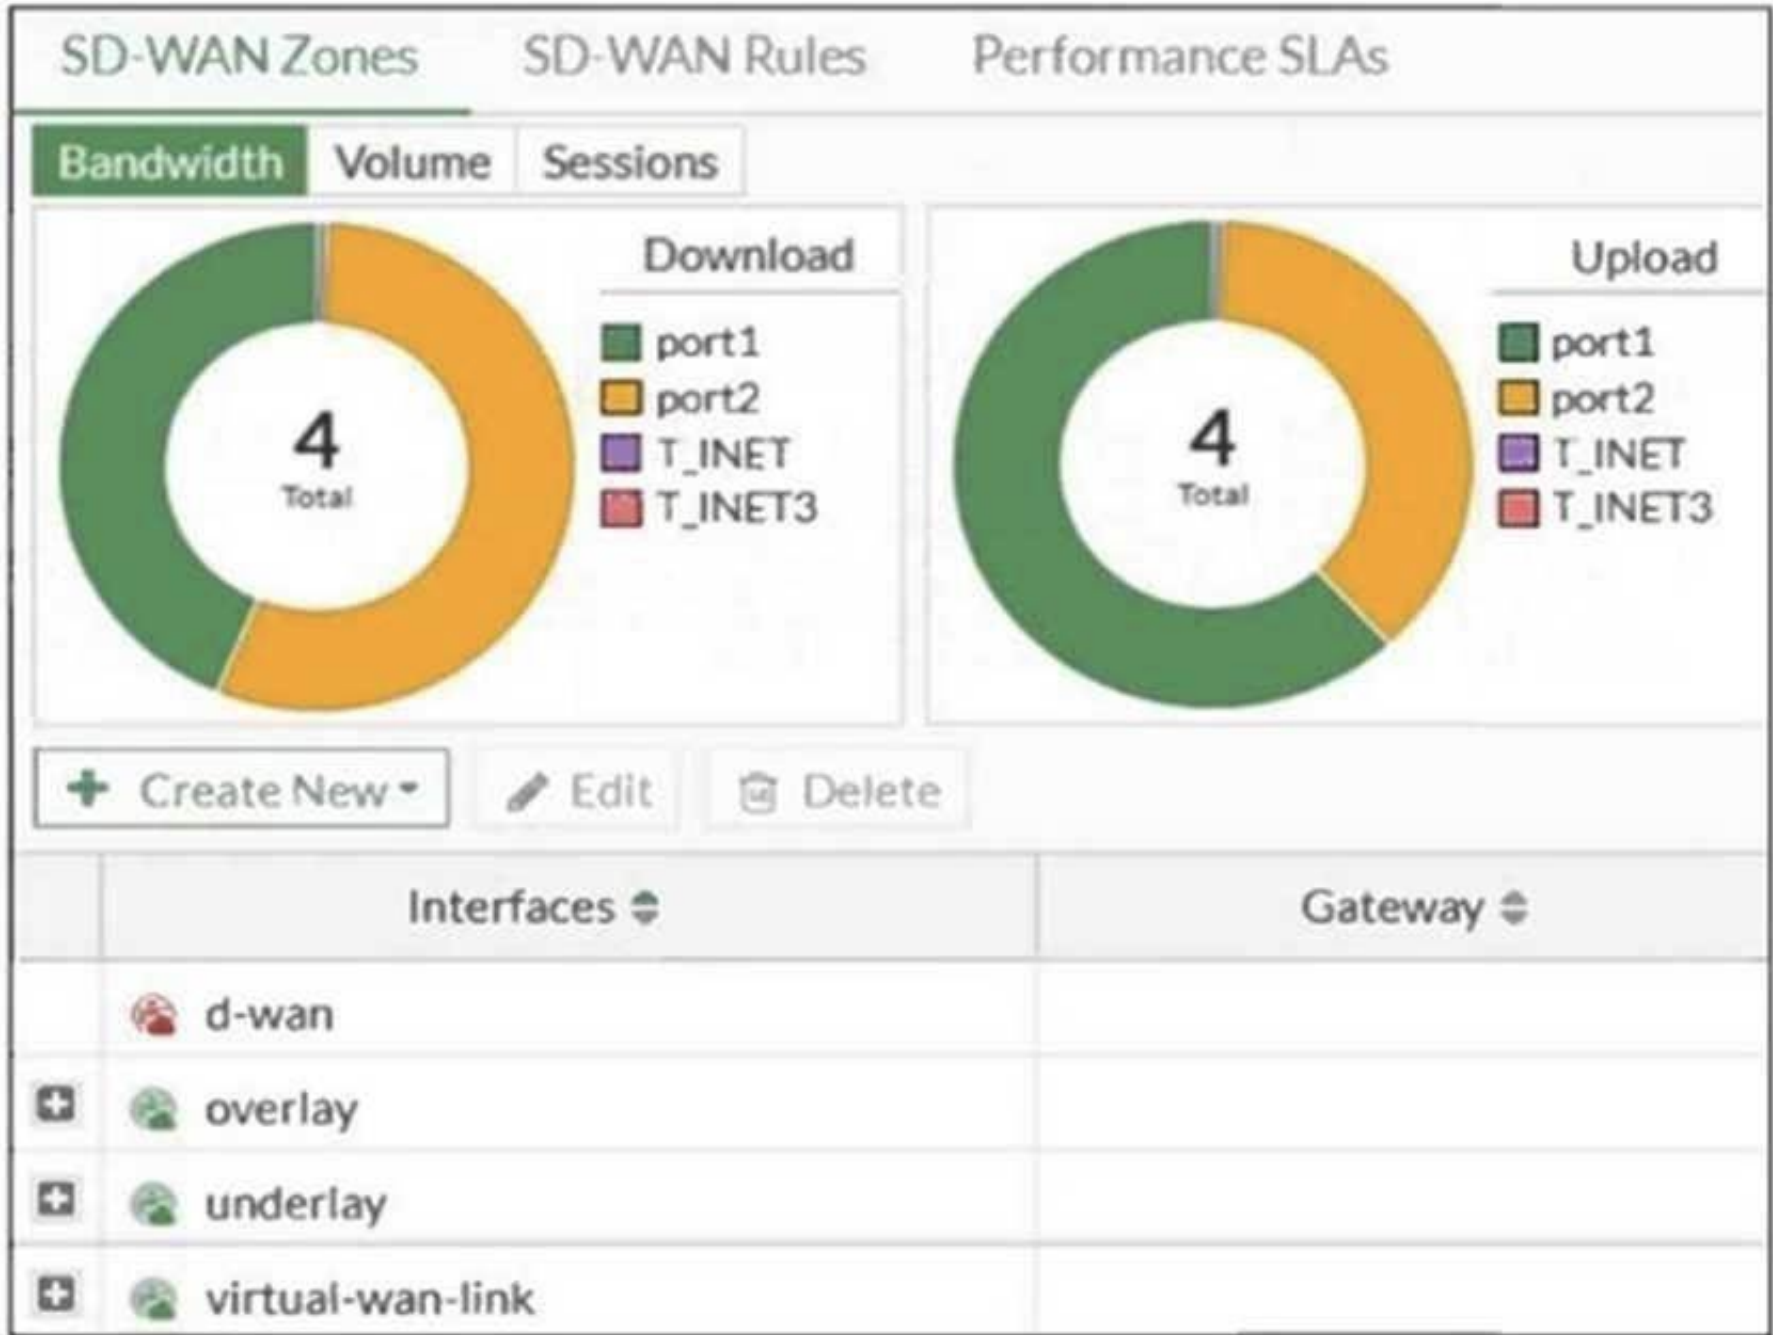 SD-WAN Zones SD-WAN Rules Performance SLAs
Bandwidth Volume Sessions
Download
port1
port2
T_INET
T_INET3
4
Total
Upload
port1
port2
T_INET
T_INET3
4
Total
Create New Edit Delete
Interfaces Gateway
d-wan
overlay
underlay
virtual-wan-link